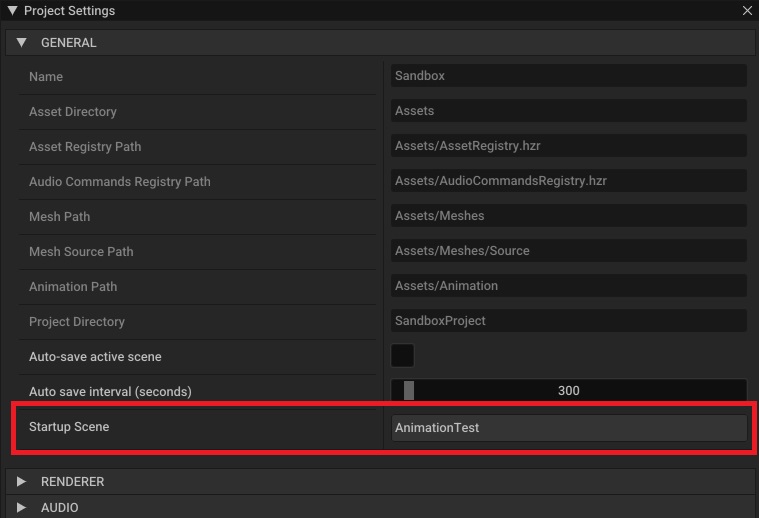 Project Settings
GENERAL
Name Sandbox
Asset Directory Assets
Asset Registry Path Assets/AssetRegistry.hzr
Audio Commands Registry Path Assets/AudioCommandsRegistry.hzr
Mesh Path Assets/Meshes
Mesh Source Path Assets/Meshes/Source
Animation Path Assets/Animation
Project Directory SandboxProject
Auto-save active scene
Auto save interval (seconds) 300
Startup Scene AnimationTest
RENDERER
AUDIO